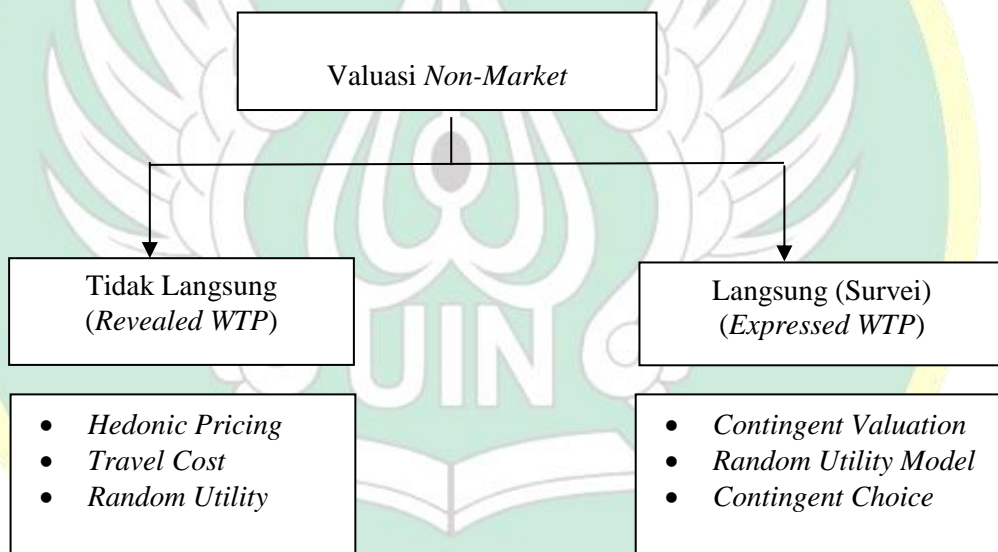 Valuasi Non-Market
Tidak Langsung
(Revealed WTP)
Langsung (Survei)
(Expressed WTP)
UIN
• Hedonic Pricing
• Travel Cost
• Random Utility
• Contingent Valuation
• Random Utility Model
• Contingent Choice